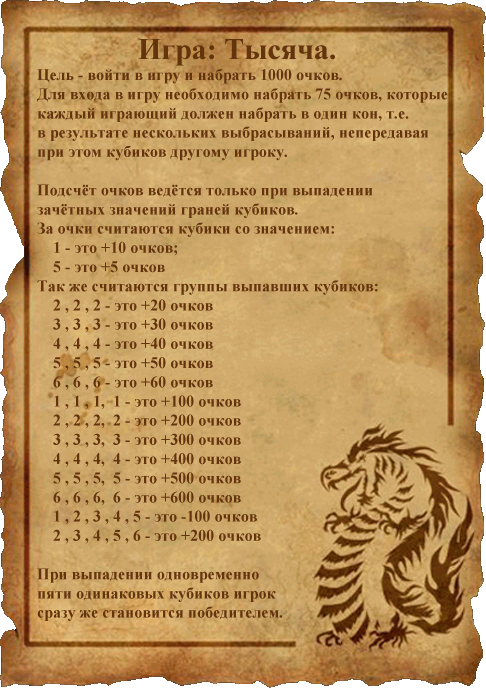 Игра: Тысяча.
Цель - войти в игру и набрать 1000 очков.
Для входа в игру необходимо набрать 75 очков, которые
каждый играющий должен набрать в один кон, т.е.
в результате нескольких выбрасываний, непередавая
при этом кубиков другому игроку.
Подсчёт очков ведётся только при выпадении
зачётных значений граней кубиков.
За очки считаются кубики со значением:
1 - это +10 очков;
5 - это +5 очков
Так же считаются группы выпавших кубиков:
2 , 2 , 2 - это +20 очков
3 , 3 , 3 - это +30 очков
4 , 4 , 4 - это +40 очков
5 , 5 , 5 - это +50 очков
6 , 6 , 6 - это +60 очков
1 , 1 , 1, 1 - это +100 очков
2 , 2 , 2, 2 - это +200 очков
3 , 3 , 3, 3 - это +300 очков
4 , 4 , 4, 4 - это +400 очков
5 , 5 , 5, 5 - это +500 очков
6 , 6 , 6, 6 - это +600 очков
1 , 2 , 3 , 4 , 5 - это -100 очков
2 , 3 , 4 , 5 , 6 - это +200 очков
При выпадении одновременно
пяти одинаковых кубиков игрок
сразу же становится победителем.